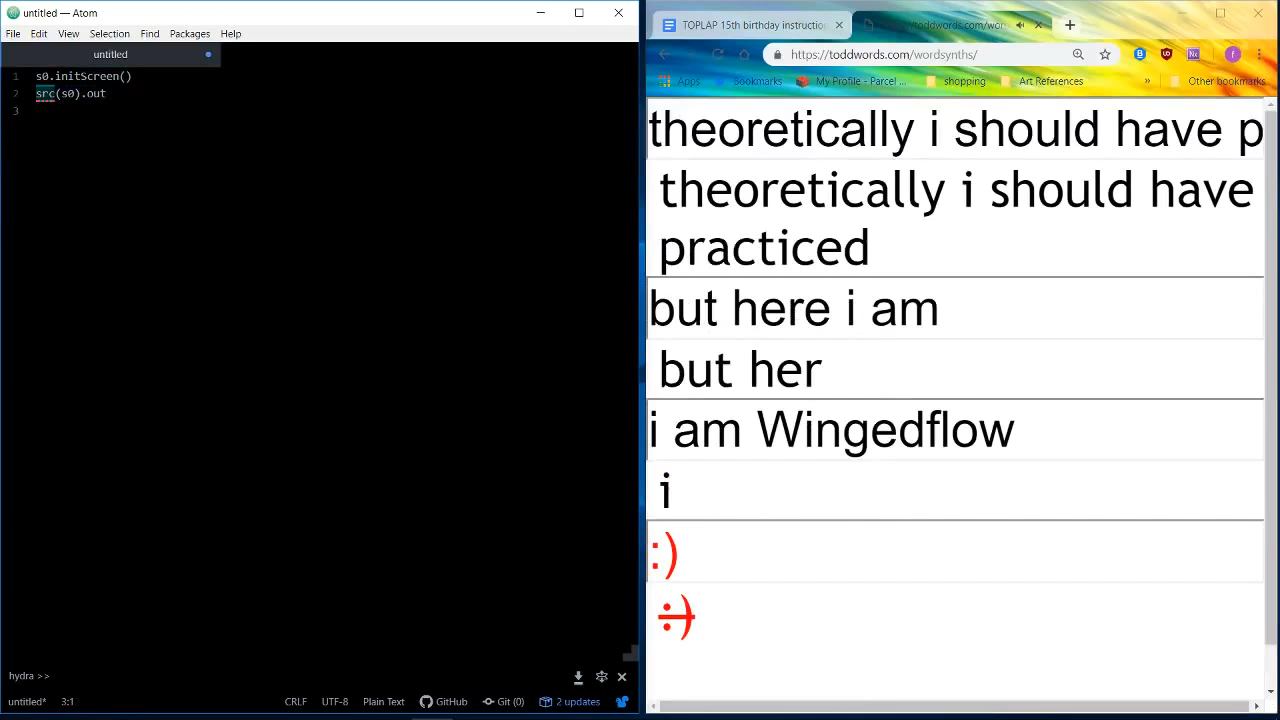 untitled — Atom
File Edit View Selection Find Packages Help
untitled
1 s0.initScreen()
2 src(s0).out
3
hydra >>
untitled* 3:1 CRLF UTF-8 Plain Text GitHub Git (0) 2 updates
TOPLAP 15th birthday instructio
toddwords.com/wor
https://toddwords.com/wordsynths/
Apps Bookmarks My Profile - Parcel ... shopping Art References » Other bookmarks
theoretically i should have p
theoretically i should have
practiced
but here i am
but her
i am Wingedflow
i
:)
:)